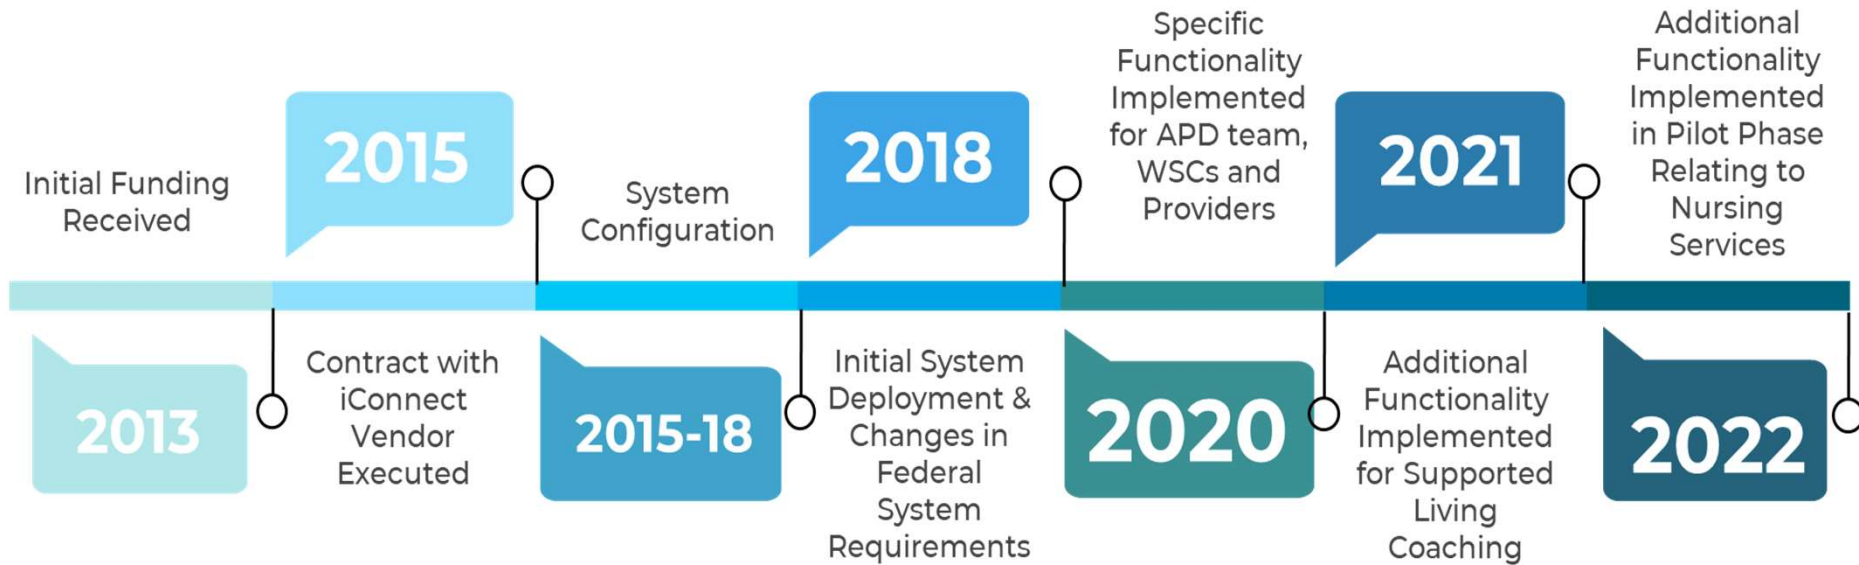 Initial Funding
Received
2013
2015
Contract with
iConnect
Vendor
Executed
System
Configuration
2015-18
2018
Initial System
Deployment &
Changes in
Federal
System
Requirements
Specific
Functionality
Implemented
for APD team,
WSCs and
Providers
2020
2021
Additional
Functionality
Implemented
for Supported
Living
Coaching
Additional
Functionality
Implemented
in Pilot Phase
Relating to
Nursing
Services
2022